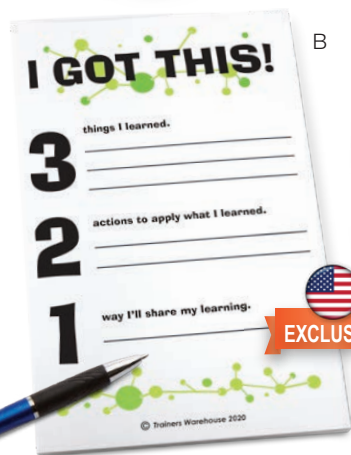 I GOT THIS!
B
3
things I learned.
2
actions to apply what I learned.
1
way I'll share my learning.
EXCLUS
© Trainers Warehouse 2020